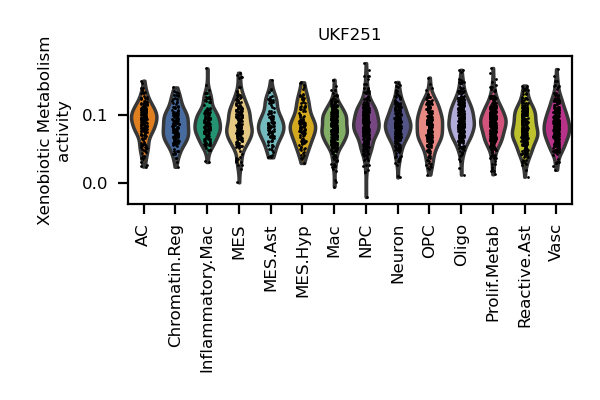 UKF251
Xenobiotic Metabolism
activity
0.1
0.0
AC
Chromatin.Reg
Inflammatory.Mac
MES
MES.Ast
MES.Hyp
Mac
NPC
Neuron
OPC
Oligo
Prolif.Metab
Reactive.Ast
Vasc